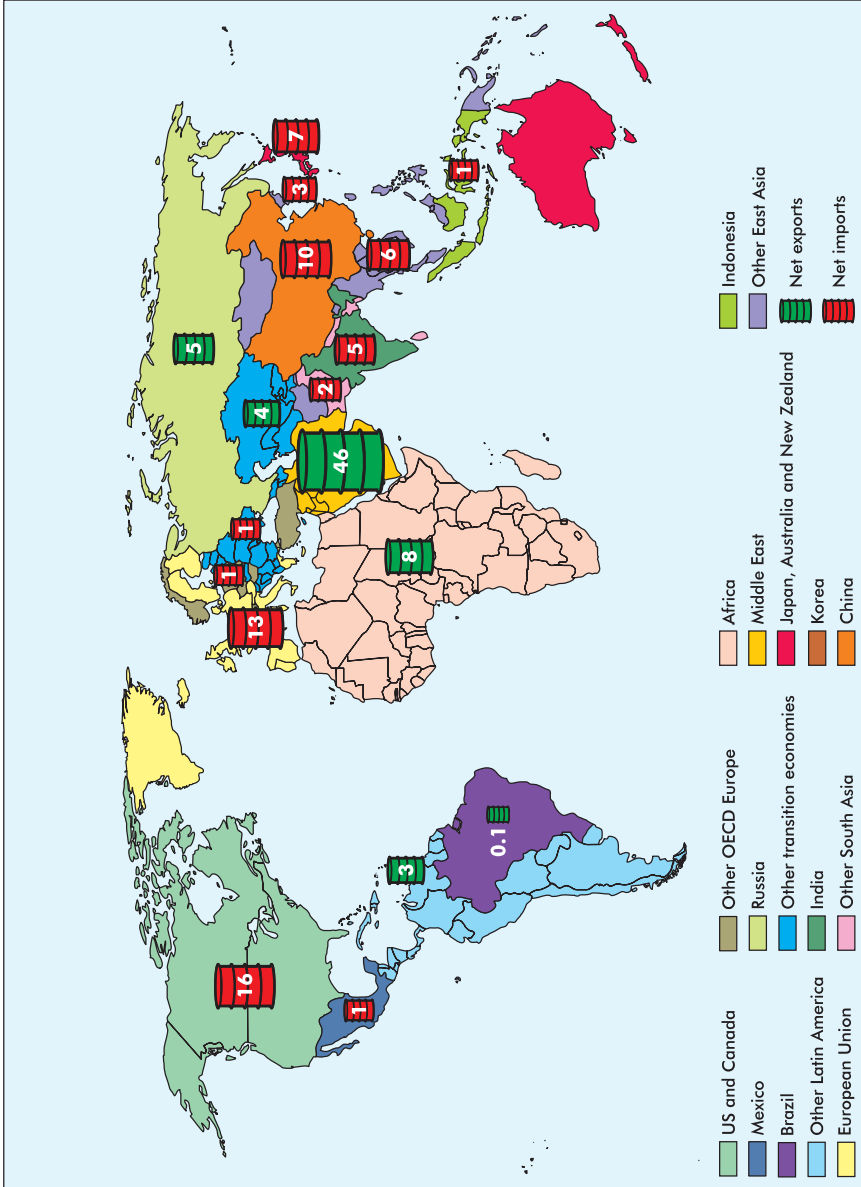 5
1
16
1
13
4
7
3
10
2
46
5
1
6
3
8
1
0.1
US and Canada
Mexico
Brazil
Other Latin America
European Union
Other OECD Europe
Russia
Other transition economies
India
Other South Asia
Africa
Middle East
Japan, Australia and New Zealand
Korea
China
Indonesia
Other East Asia
Net exports
Net imports